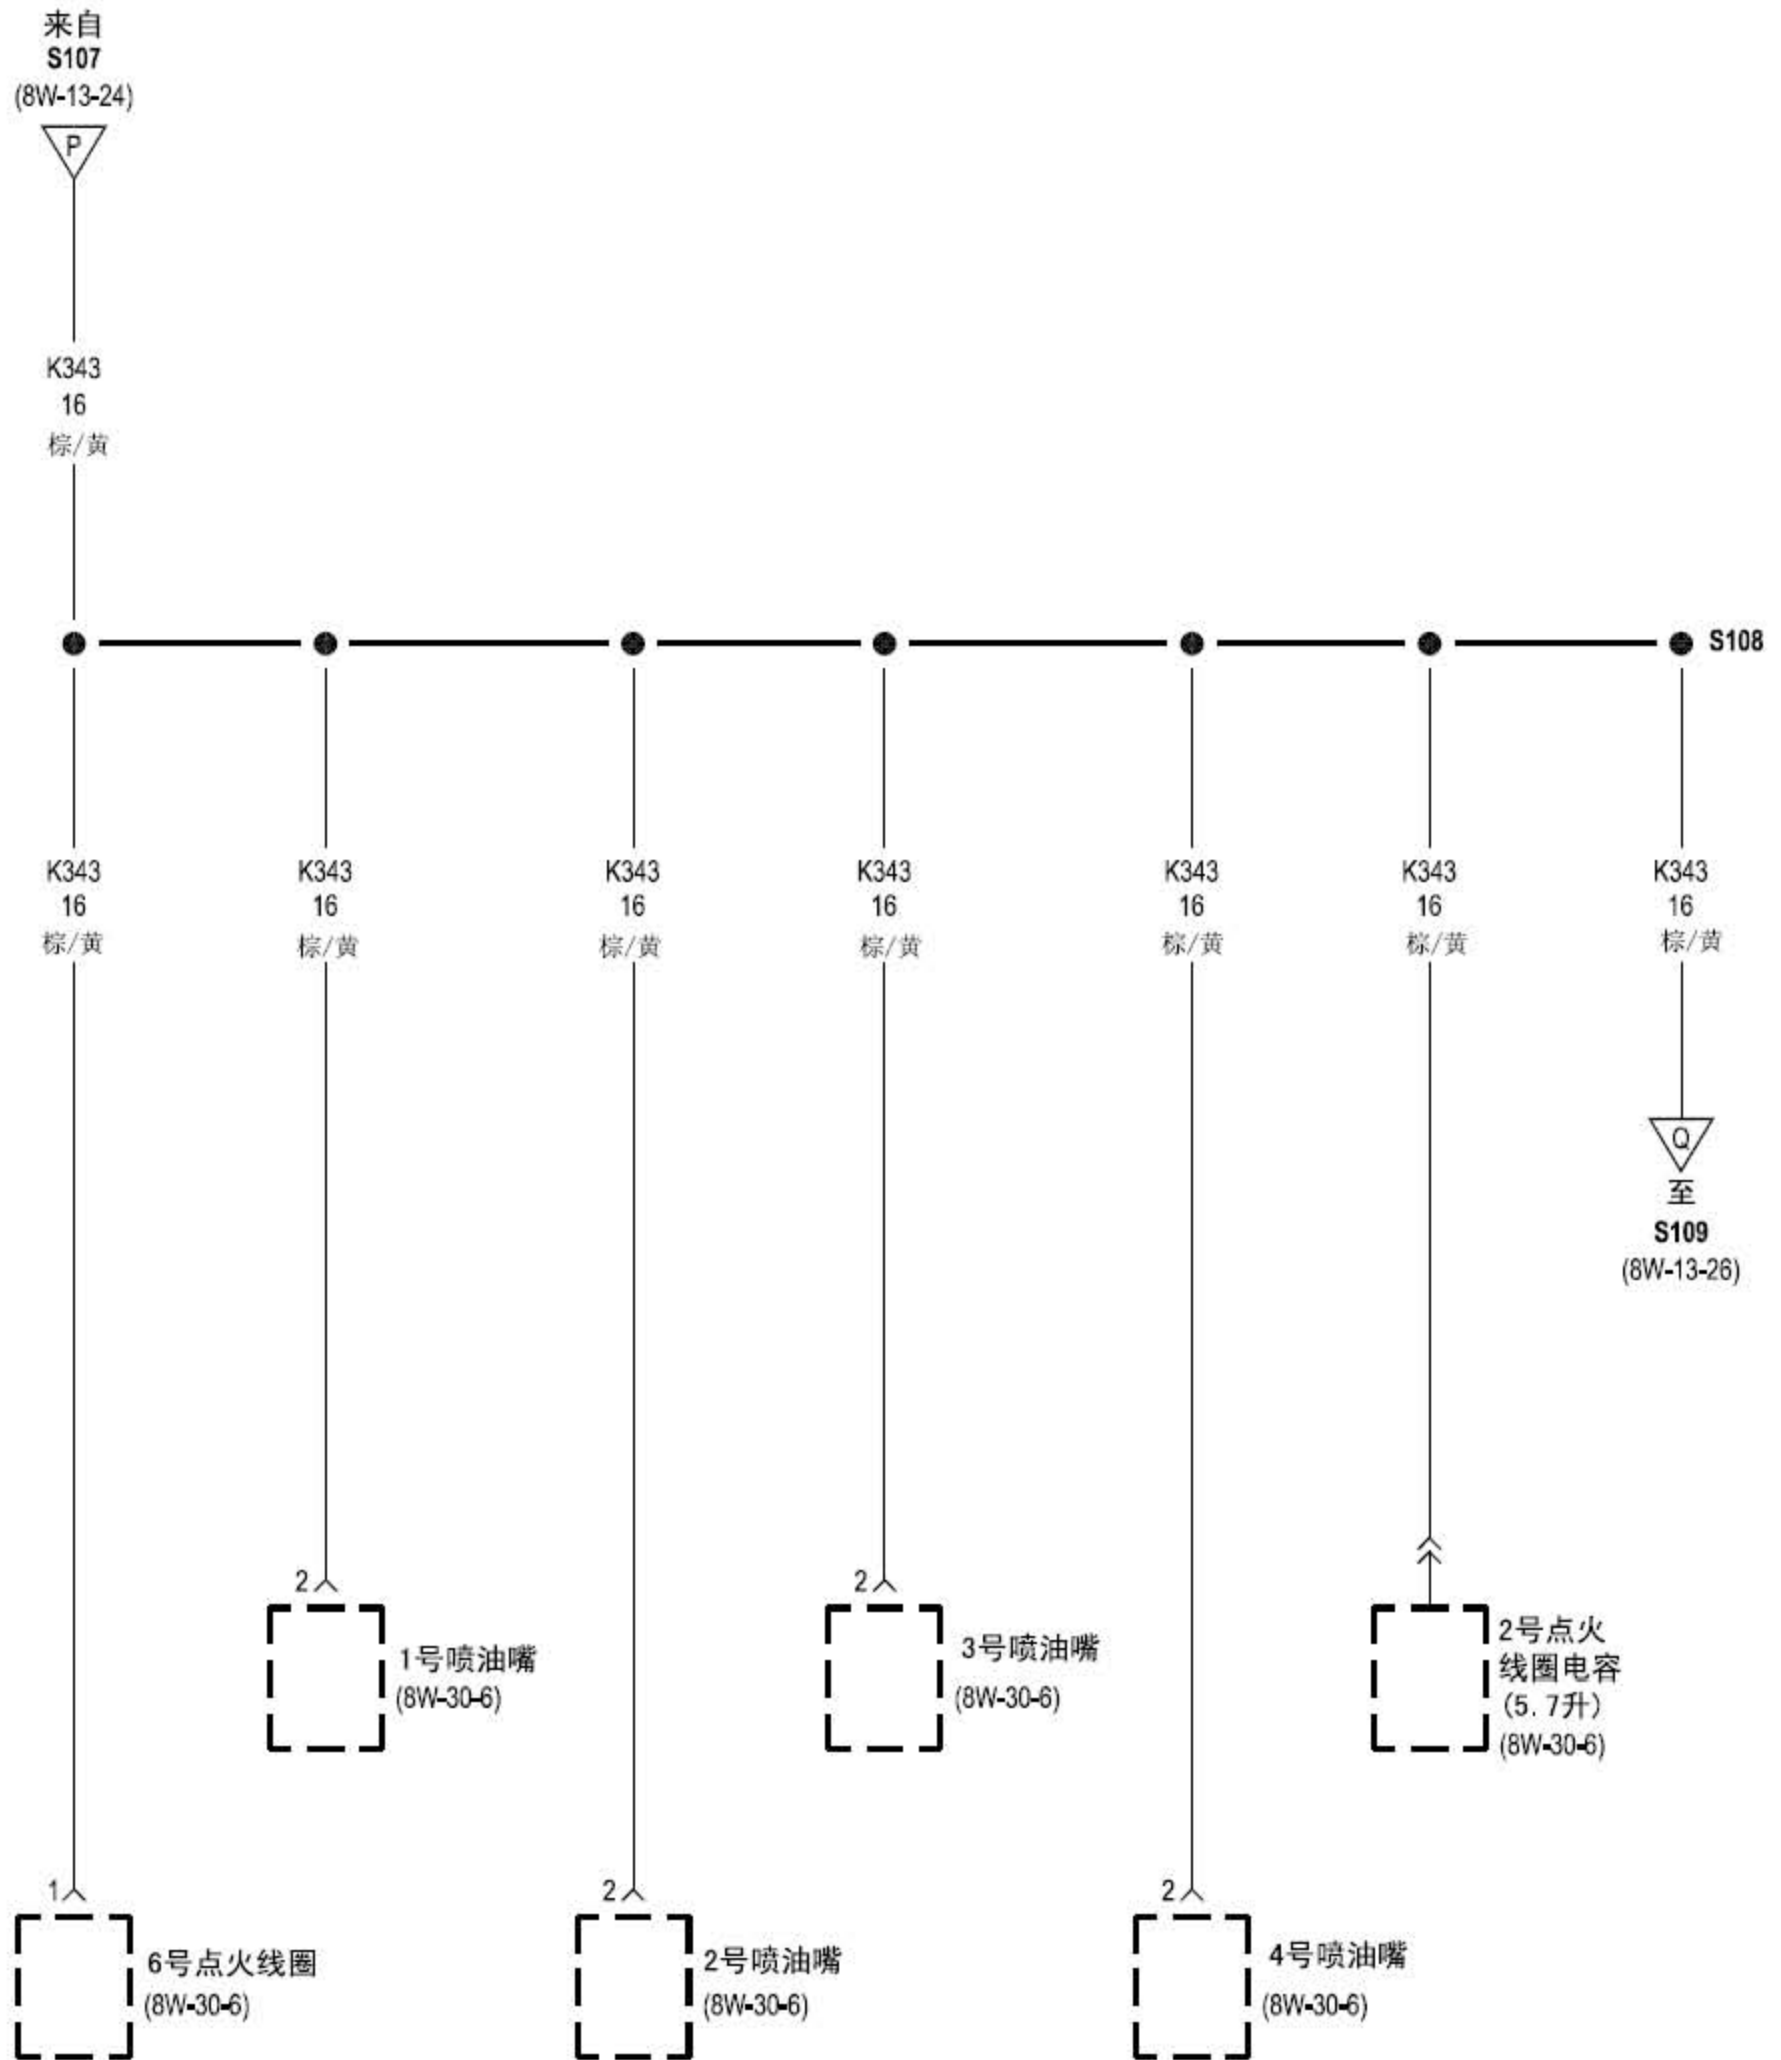 来自
S107
(8W-13-24)
P
K343
16
棕/黄
S108
K343
16
棕/黄
K343
16
棕/黄
K343
16
棕/黄
K343
16
棕/黄
K343
16
棕/黄
K343
16
棕/黄
K343
16
棕/黄
Q
至
S109
(8W-13-26)
2
1号喷油嘴
(8W-30-6)
2
3号喷油嘴
(8W-30-6)
2号点火
线圈电容
(5.7升)
(8W-30-6)
1
6号点火线圈
(8W-30-6)
2
2号喷油嘴
(8W-30-6)
2
4号喷油嘴
(8W-30-6)